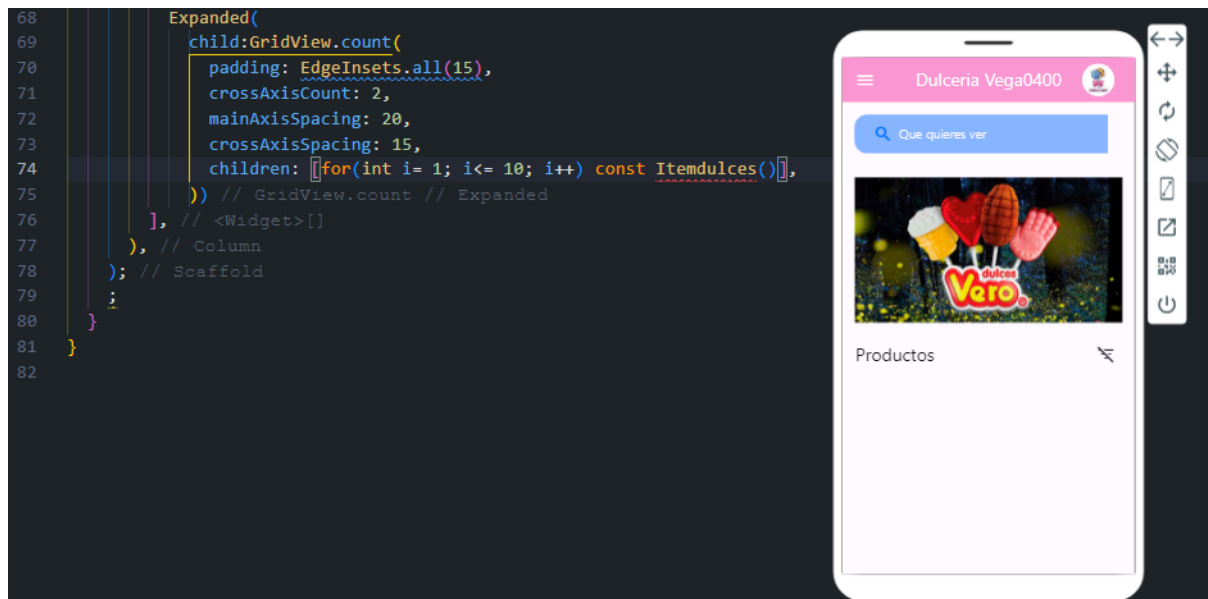 68 Expanded(
69 child:GridView.count(
70 padding: EdgeInsets.all(15),
71 crossAxisCount: 2,
72 mainAxisSpacing: 20,
73 crossAxisSpacing: 15,
74 children: [for(int i= 1; i<= 10; i++) const Itemdulces()],
75 )) // GridView.count // Expanded
76 ], // <Widget>[]
77 ), // Column
78 ); // Scaffold
79 ;
80 }
81 }
82
Dulceria Vega0400
Que quieres ver
dulces
Vero
Productos